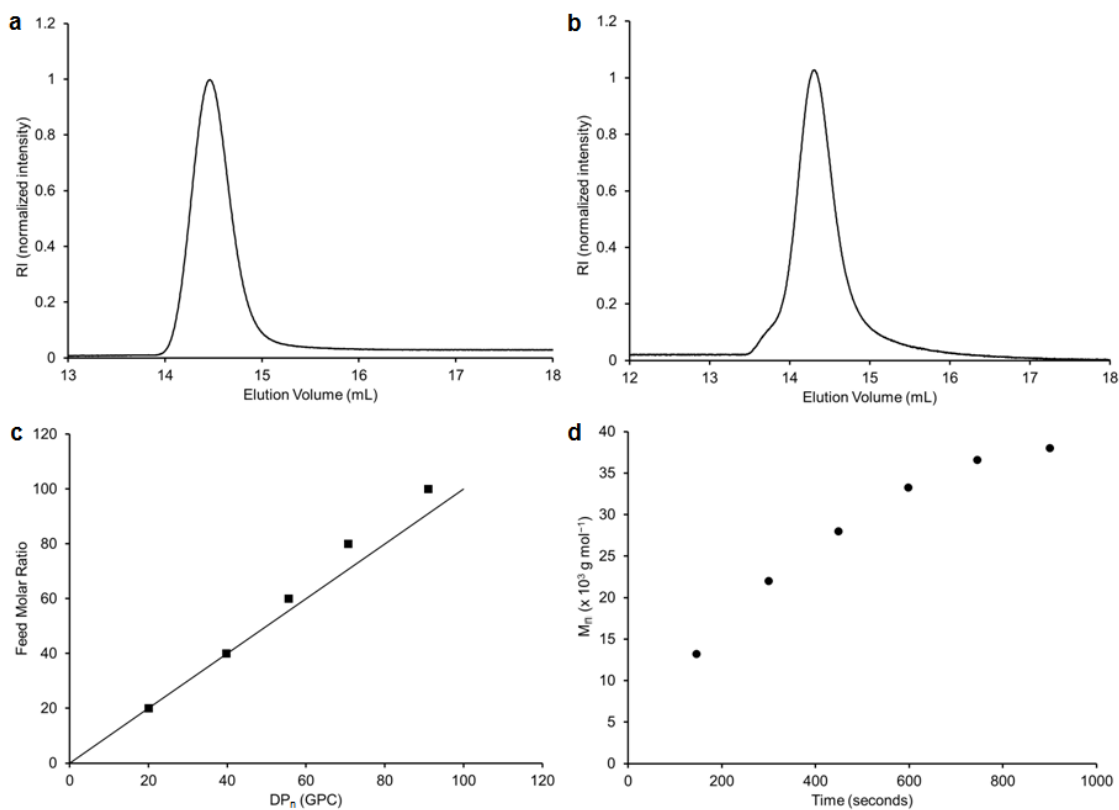 a
1.2
1
0.8
0.6
0.4
0.2
0
RI (normalized intensity)
13 14 15 16 17 18
Elution Volume (mL)
b
1.2
1
0.8
0.6
0.4
0.2
0
RI (normalized intensity)
12 13 14 15 16 17 18
Elution Volume (mL)
c
120
100
80
60
40
20
0
Feed Molar Ratio
0 20 40 60 80 100 120
DPn (GPC)
d
40
35
30
25
20
15
10
5
0
Mn (x 10³ g mol⁻¹)
0 200 400 600 800 1000
Time (seconds)